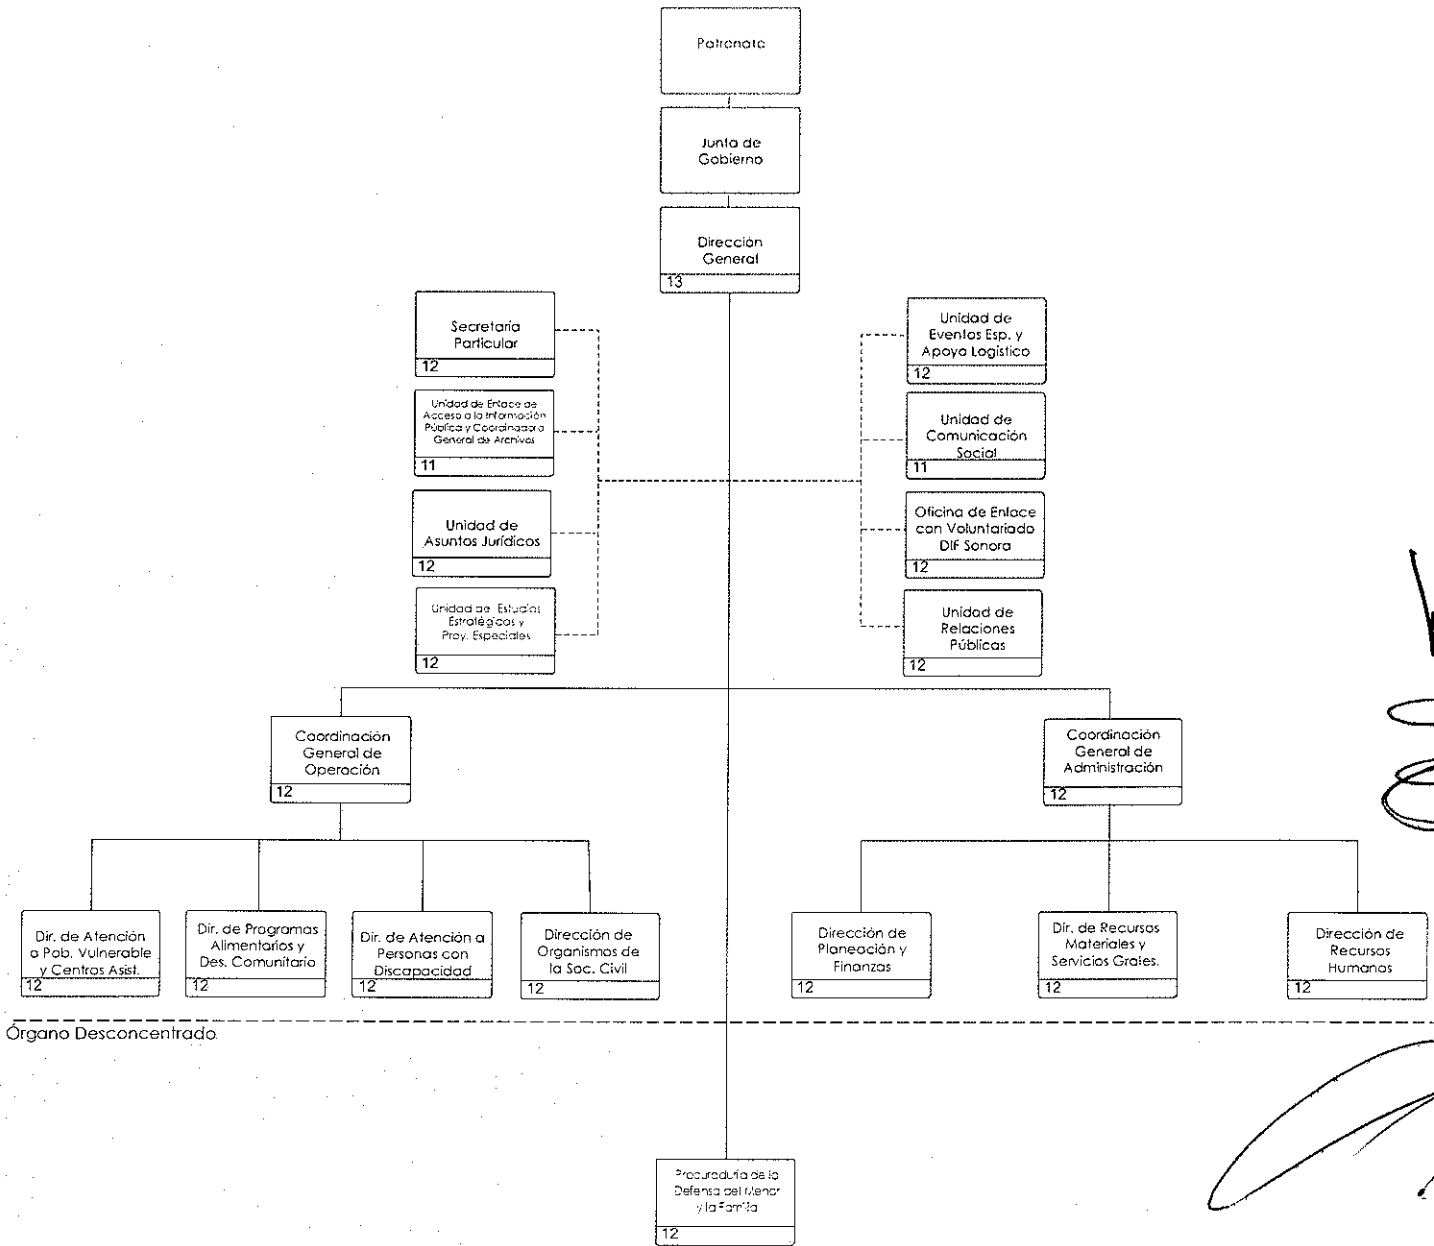 Patronato
Junta de
Gobierno
Dirección
General
13
Secretaría
Particular
12
Unidad de Enlace de
Acceso a la Información
Pública y Coordinadora
General de Archivos
11
Unidad de
Asuntos Jurídicos
12
Unidad de Estudios
Estratégicos y
Proy. Especiales
12
Unidad de
Eventos Esp. y
Apoyo Logístico
12
Unidad de
Comunicación
Social
11
Oficina de Enlace
con Voluntariado
DIF Sonora
12
Unidad de
Relaciones
Públicas
12
Coordinación
General de
Operación
12
Coordinación
General de
Administración
12
Dir. de Atención
a Pob. Vulnerable
y Centros Asist.
12
Dir. de Programas
Alimentarios y
Des. Comunitario
12
Dir. de Atención a
Personas con
Discapacidad
12
Dirección de
Organismos de
la Soc. Civil
12
Dirección de
Planeación y
Finanzas
12
Dir. de Recursos
Materiales y
Servicios Grales.
12
Dirección de
Recursos
Humanos
12
Órgano Desconcentrado
Procuraduría de la
Defensa del Menor
y la Familia
12